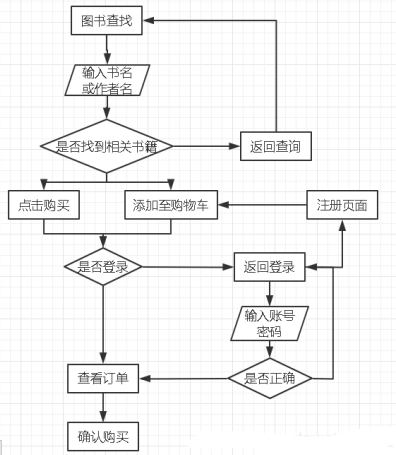 图书查找
输入书名
或作者名
是否找到相关书籍
返回查询
点击购买
添加至购物车
注册页面
是否登录
返回登录
输入账号
密码
是否正确
查看订单
确认购买